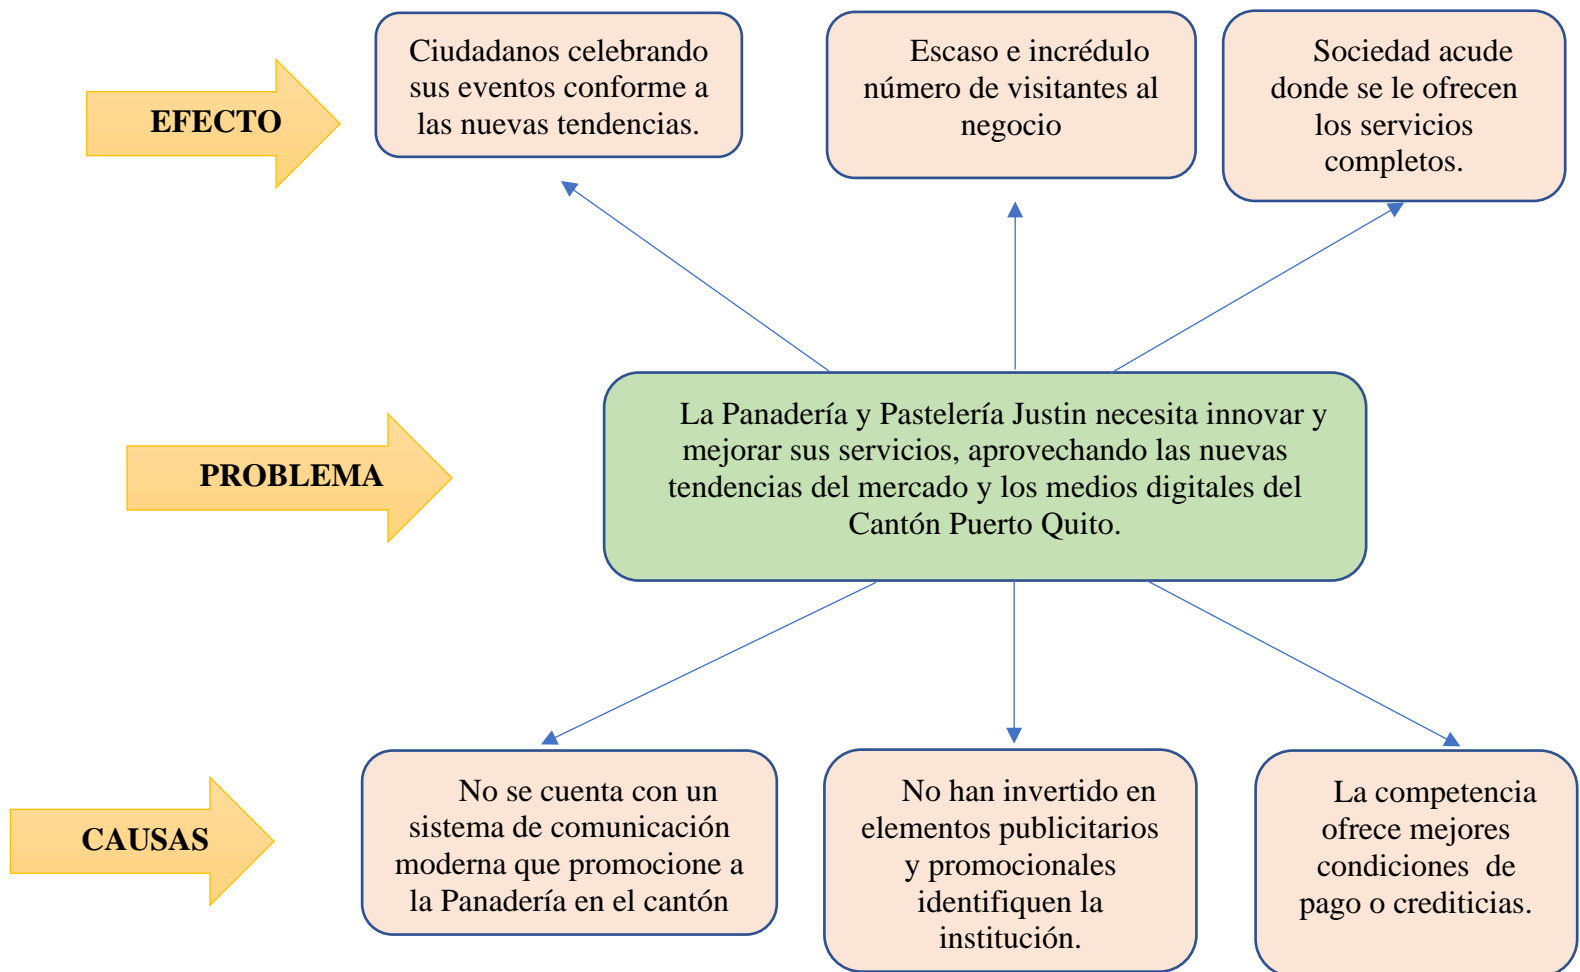 EFECTO
Ciudadanos celebrando
sus eventos conforme a
las nuevas tendencias.
Escaso e incrédulo
número de visitantes al
negocio
Sociedad acude
donde se le ofrecen
los servicios
completos.
PROBLEMA
La Panadería y Pastelería Justin necesita innovar y
mejorar sus servicios, aprovechando las nuevas
tendencias del mercado y los medios digitales del
Cantón Puerto Quito.
CAUSAS
No se cuenta con un
sistema de comunicación
moderna que promocione a
la Panadería en el cantón
No han invertido en
elementos publicitarios
y promocionales
identifiquen la
institución.
La competencia
ofrece mejores
condiciones de
pago o crediticias.